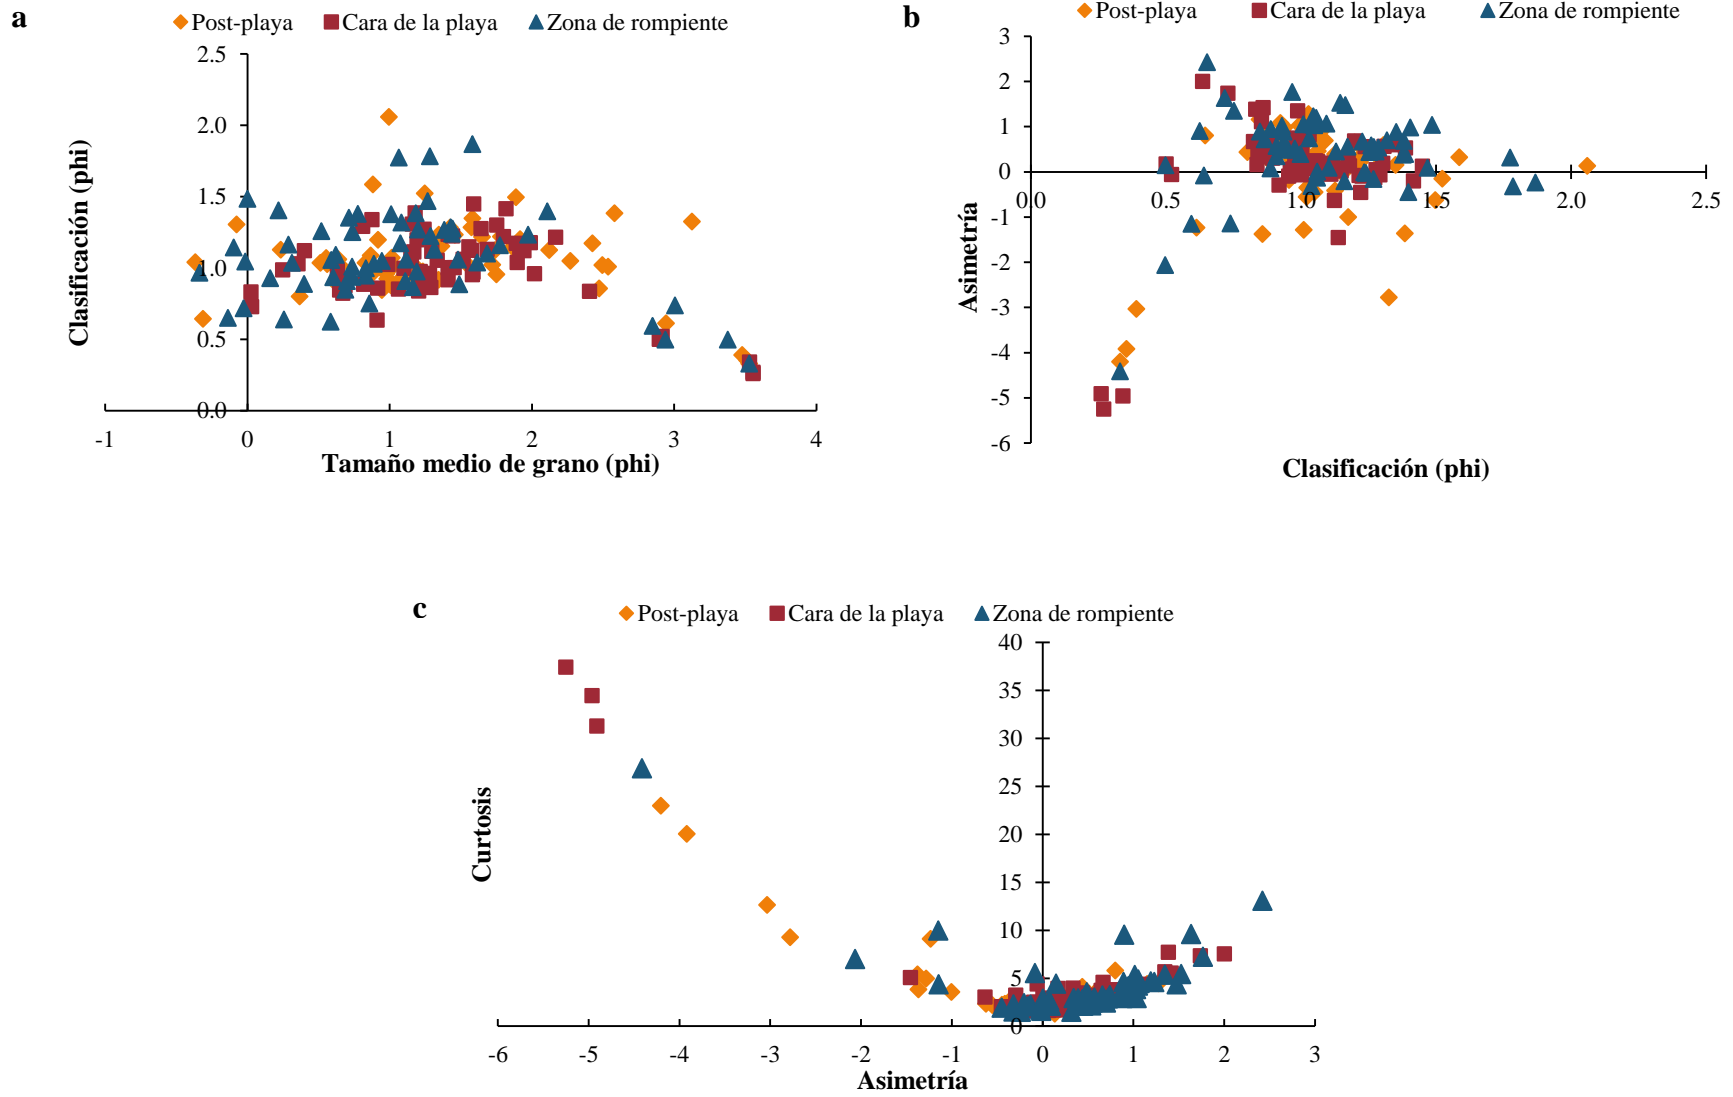 a
Post-playa Cara de la playa Zona de rompiente
2.5
2.0
1.5
1.0
0.5
0.0
-1 0 1 2 3 4
Clasificación (phi)
Tamaño medio de grano (phi)
b
Post-playa Cara de la playa Zona de rompiente
3
2
1
0
-1
-2
-3
-4
-5
-6
0.0 0.5 1.0 1.5 2.0 2.5
Asimetría
Clasificación (phi)
c
Post-playa Cara de la playa Zona de rompiente
40
35
30
25
20
15
10
5
0
-6 -5 -4 -3 -2 -1 0 1 2 3
Curtosis
Asimetría